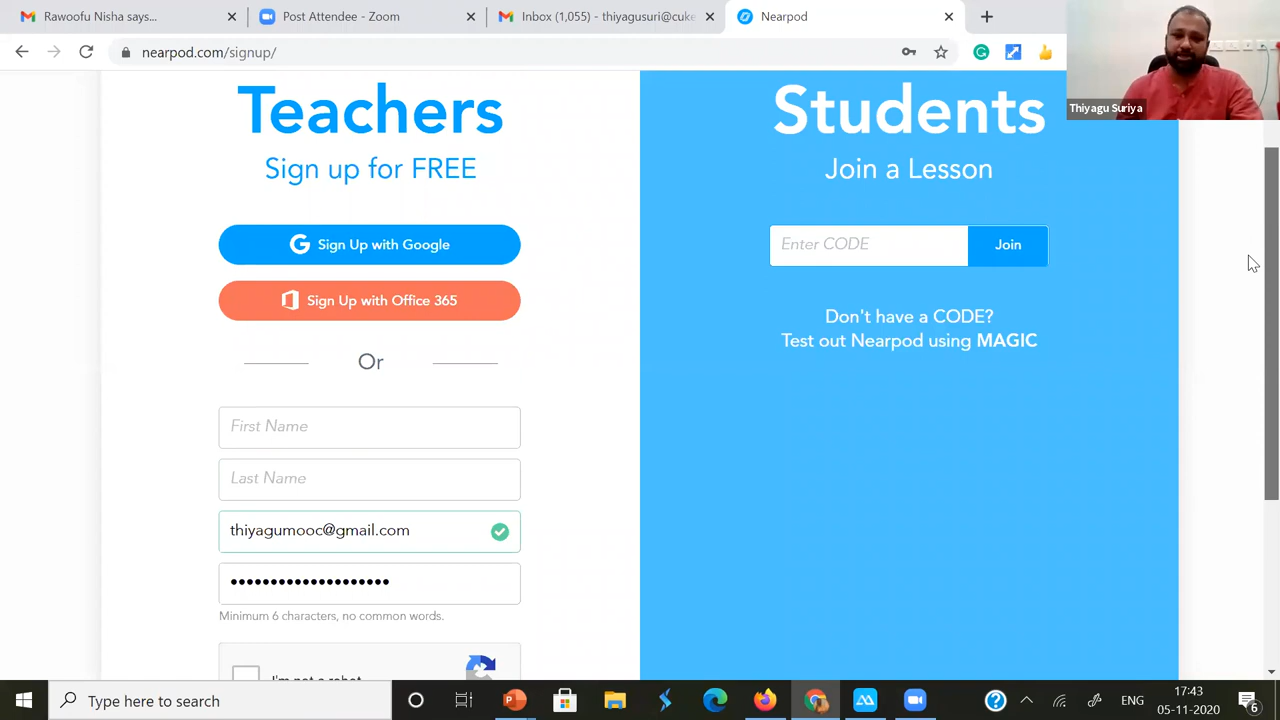 Rawoofu Nisha says...
Post Attendee - Zoom
Inbox (1,055) - thiyagusuri@cuke
Nearpod
nearpod.com/signup/
Thiyagu Suriya
Teachers
Sign up for FREE
Sign Up with Google
Sign Up with Office 365
Or
First Name
Last Name
thiyagumooc@gmail.com
••••••••••••••••••••
Minimum 6 characters, no common words.
I'm not a robot
Students
Join a Lesson
Enter CODE
Join
Don't have a CODE?
Test out Nearpod using MAGIC
Type here to search
ENG
17:43
05-11-2020
6